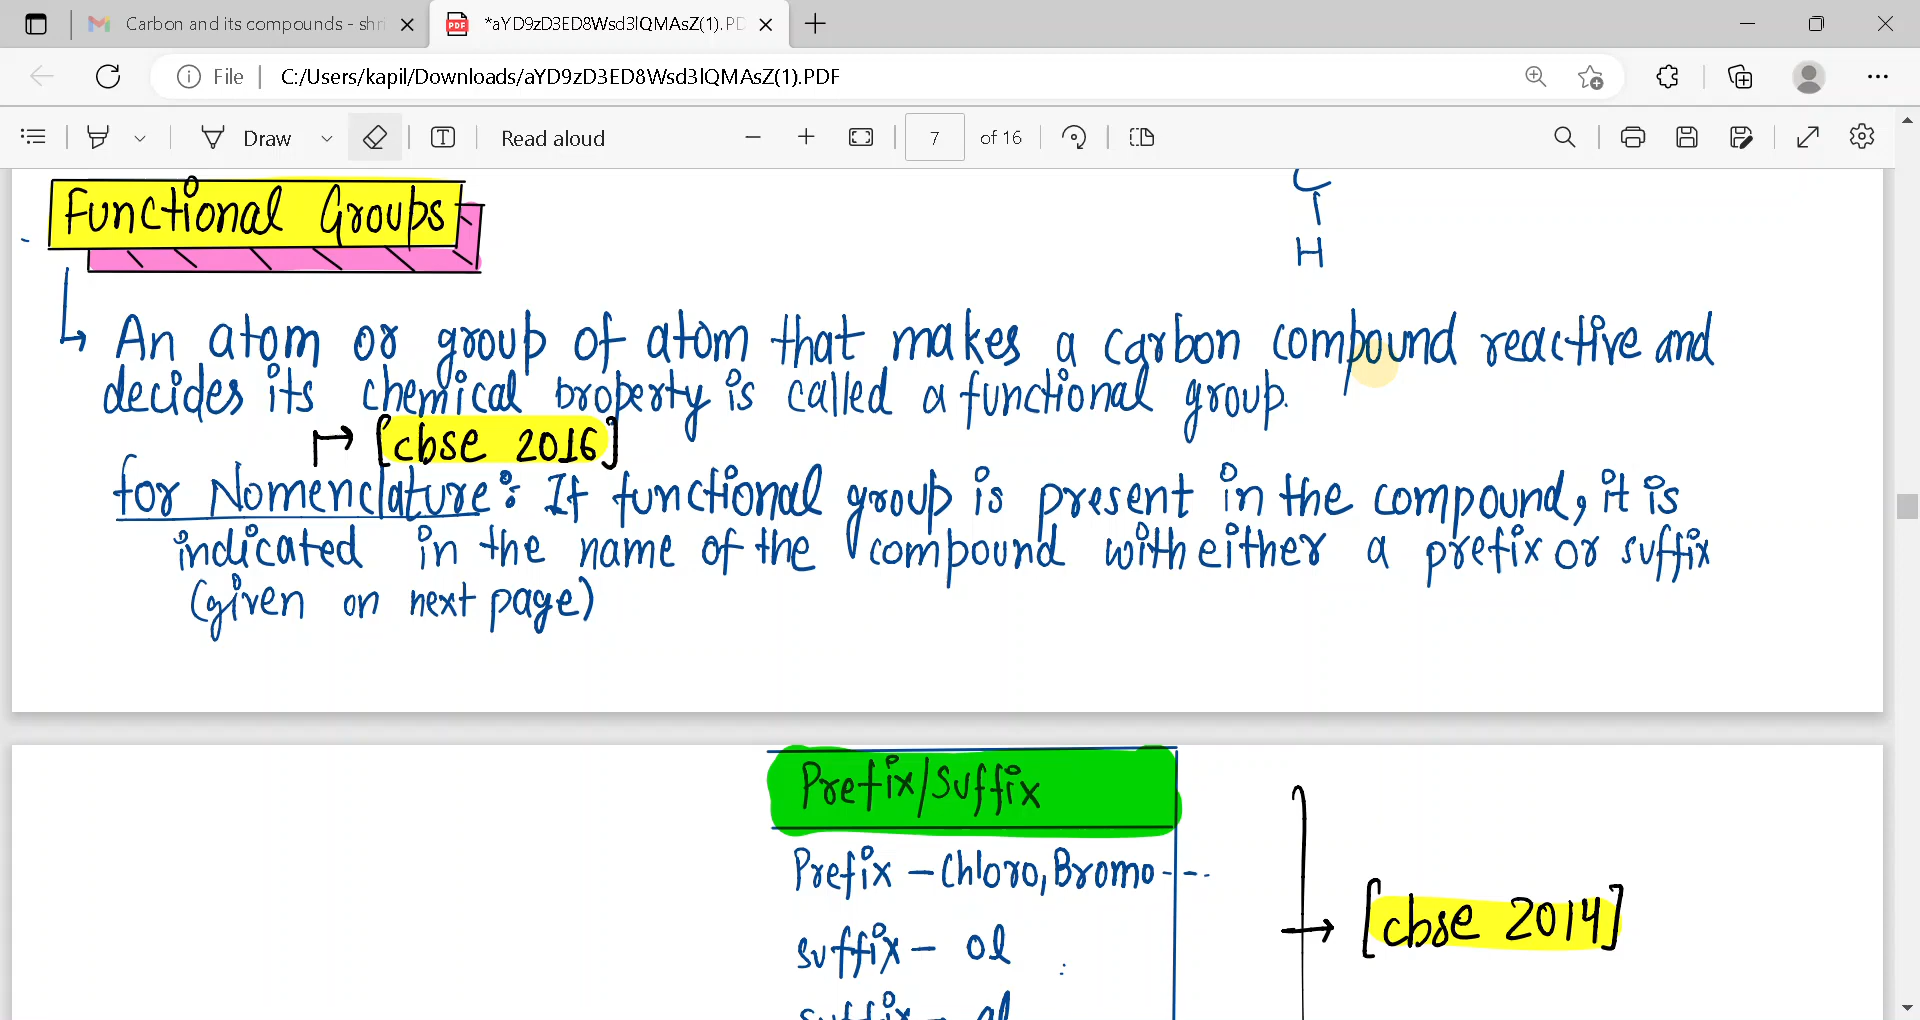 Carbon and its compounds - shri
*aYD9zD3ED8Wsd3lQMAsZ(1).PD
File
C:/Users/kapil/Downloads/aYD9zD3ED8Wsd3lQMAsZ(1).PDF
Draw
Read aloud
7 of 16
Functional Groups
C
H
An atom or group of atom that makes a carbon compound reactive and
decides its chemical property is called a functional group.
[cbse 2016]
for Nomenclature: If functional group is present in the compound, it is
indicated in the name of the compound with either a prefix or suffix
(given on next page)
Prefix/Suffix
Prefix - Chloro, Bromo ---
[cbse 2014]
suffix - ol
suffix - al